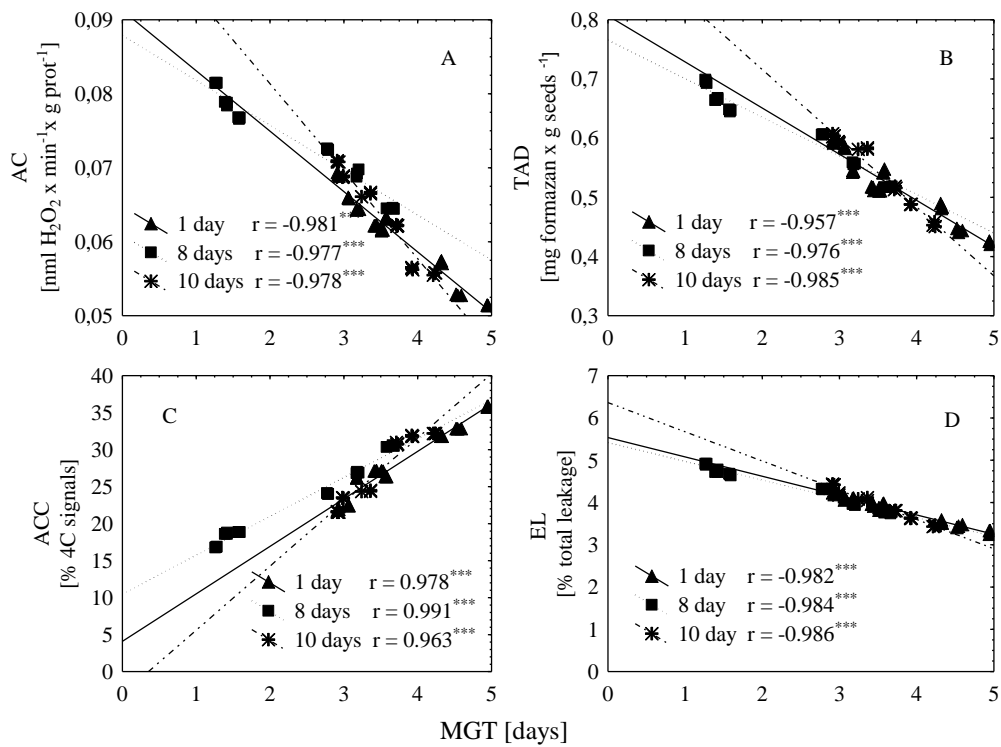 A
AC
[nml H₂O₂ x min⁻¹x g prot⁻¹]
0,09
0,08
0,07
0,06
0,05
0 1 2 3 4 5
1 day r = -0.981
8 days r = -0.977***
10 days r = -0.978***
B
TAD
[mg formazan x g seeds ⁻¹]
0,8
0,7
0,6
0,5
0,4
0,3
0 1 2 3 4 5
1 day r = -0.957***
8 days r = -0.976***
10 days r = -0.985***
C
ACC
[% 4C signals]
40
35
30
25
20
15
10
5
0
0 1 2 3 4 5
1 day r = 0.978***
8 days r = 0.991***
10 days r = 0.963***
D
EL
[% total leakage]
7
6
5
4
3
2
1
0
0 1 2 3 4 5
1 day r = -0.982***
8 day r = -0.984***
10 day r = -0.986***
MGT [days]